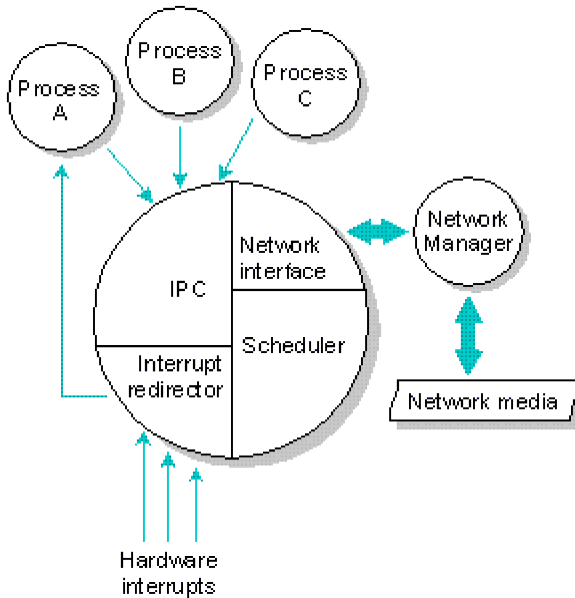 Process
A
Process
B
Process
C
Network
interface
IPC
Scheduler
Interrupt
redirector
Network
Manager
Network media
Hardware
interrupts